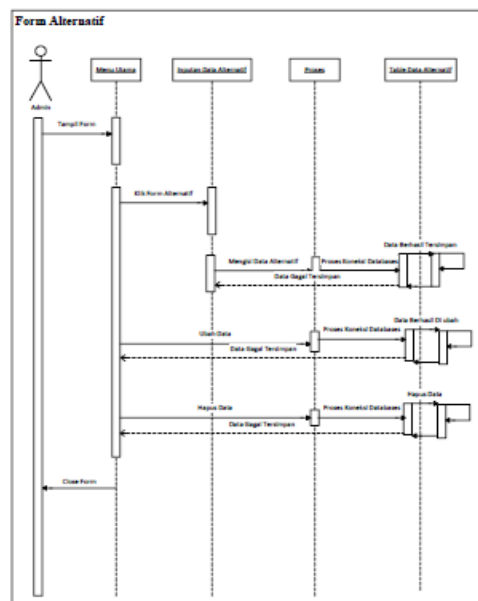 Form Alternatif
Menu Utama
Inputan Data Alternatif
Proses
Table Data Alternatif
Admin
Tampil Form
Klik Form Alternatif
Data Berhasil Tersimpan
Mengisi Data Alternatif
Proses Koneksi Databases
Data Gagal Tersimpan
Data Berhasil Di ubah
Ubah Data
Proses Koneksi Databases
Data Gagal Tersimpan
Hapus Data
Hapus Data
Proses Koneksi Databases
Data Gagal Tersimpan
Close Form